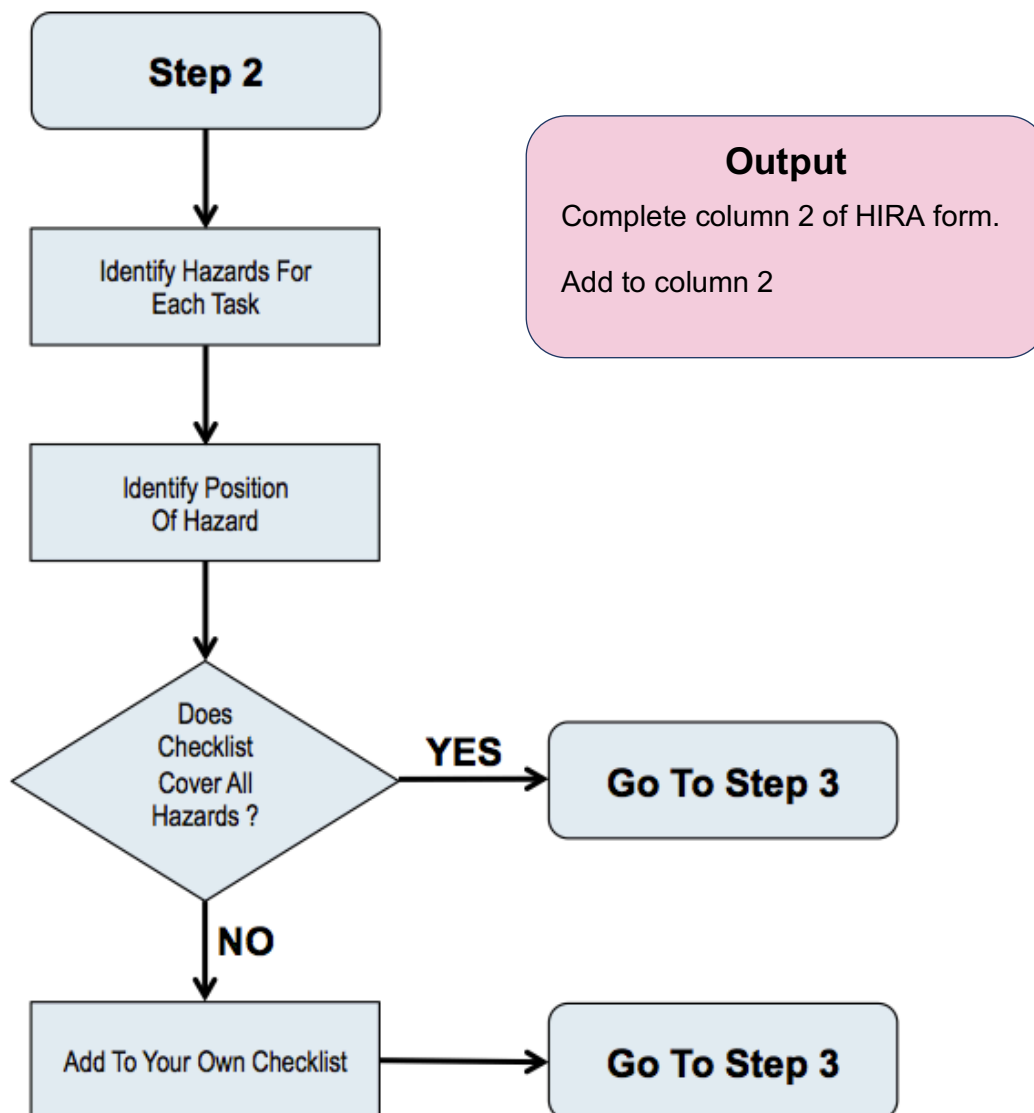 Step 2
Output
Complete column 2 of HIRA form.
Add to column 2
Identify Hazards For
Each Task
Identify Position
Of Hazard
Does
Checklist
Cover All
Hazards ?
YES
Go To Step 3
NO
Add To Your Own Checklist
Go To Step 3